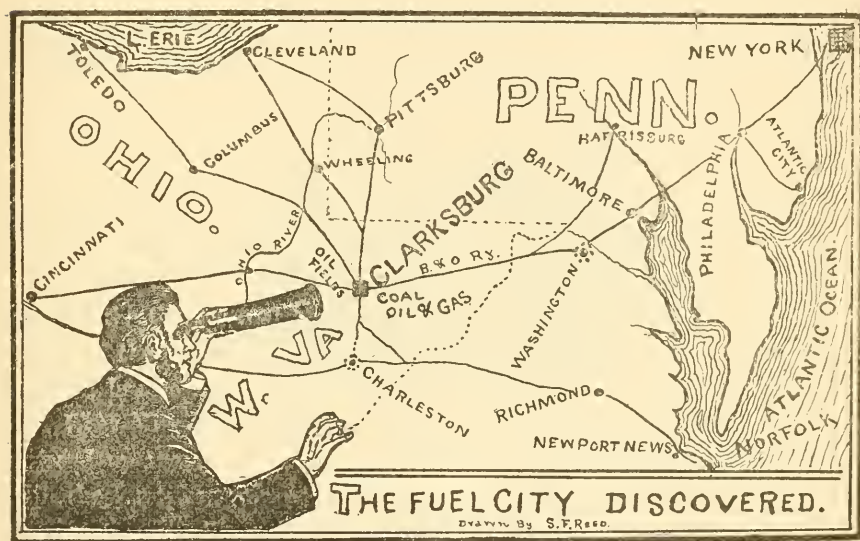 L. ERIE
TOLEDO
CLEVELAND
NEW YORK
PITTSBURG
PENN.
OHIO.
COLUMBUS
WHEELING
HARRISBURG
PHILADELPHIA
ATLANTIC
CITY
BALTIMORE
CLARKSBURG
CINCINNATI
OHIO RIVER
OIL
FIELDS
B. & O RY.
COAL
OIL & GAS
WASHINGTON
ATLANTIC OCEAN.
W. VA
CHARLESTON
RICHMOND
NEWPORT NEWS
NORFOLK
THE FUEL CITY DISCOVERED.
Drawn By S. F. REED.